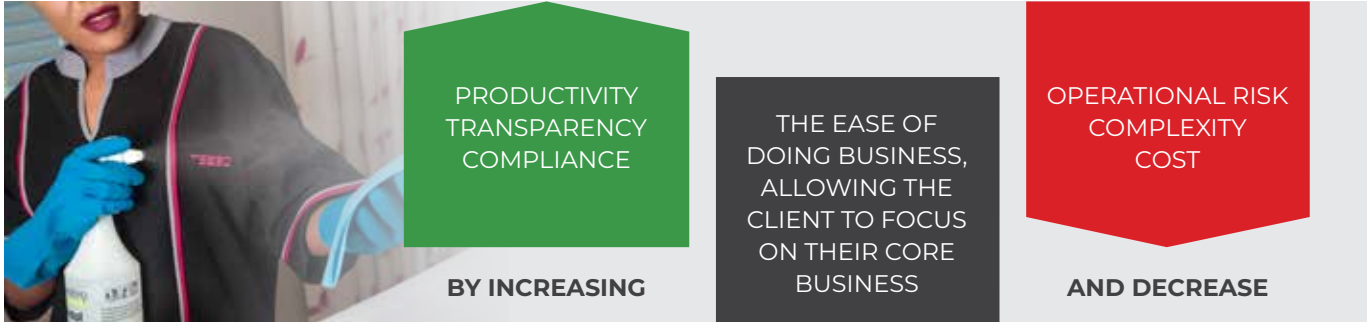 PRODUCTIVITY
TRANSPARENCY
COMPLIANCE
BY INCREASING
THE EASE OF
DOING BUSINESS,
ALLOWING THE
CLIENT TO FOCUS
ON THEIR CORE
BUSINESS
OPERATIONAL RISK
COMPLEXITY
COST
AND DECREASE